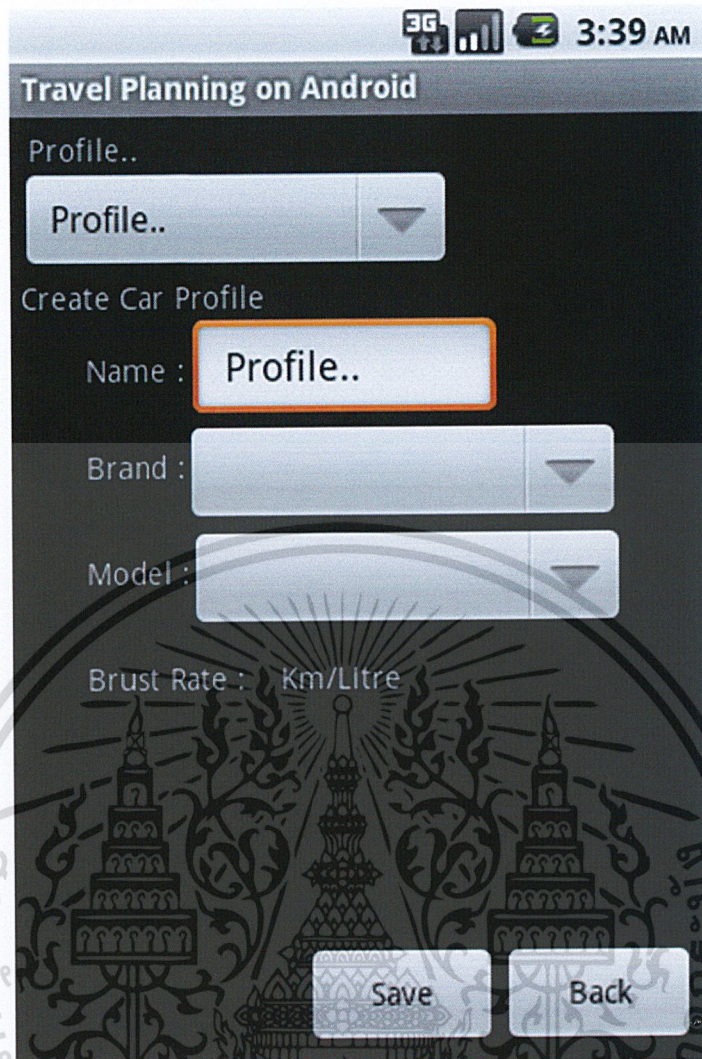 3G 3:39 AM
Travel Planning on Android
Profile..
Profile..
Create Car Profile
Name : Profile..
Brand :
Model :
Brust Rate : Km/Litre
Save Back